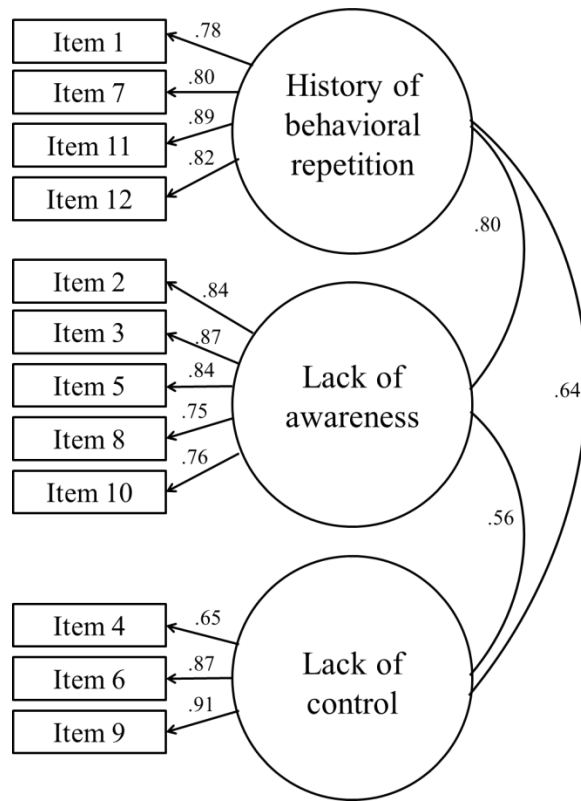 Item 1
.78
Item 7
.80
Item 11
.89
Item 12
.82
History of
behavioral
repetition
.80
Item 2
.84
Item 3
.87
Item 5
.84
Item 8
.75
Item 10
.76
Lack of
awareness
.64
.56
Item 4
.65
Item 6
.87
Item 9
.91
Lack of
control